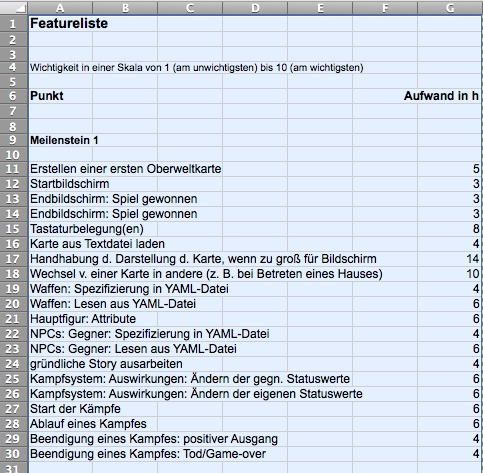 A B C D E F G
1 Featureliste
2
3
4 Wichtigkeit in einer Skala von 1 (am unwichtigsten) bis 10 (am wichtigsten)
5
6 Punkt Aufwand in h
7
8
9 Meilenstein 1
10
11 Erstellen einer ersten Oberweltkarte 5
12 Startbildschirm 3
13 Endbildschirm: Spiel gewonnen 3
14 Endbildschirm: Spiel gewonnen 3
15 Tastaturbelegung(en) 8
16 Karte aus Textdatei laden 4
17 Handhabung d. Darstellung d. Karte, wenn zu groß für Bildschirm 14
18 Wechsel v. einer Karte in andere (z. B. bei Betreten eines Hauses) 10
19 Waffen: Spezifizierung in YAML-Datei 4
20 Waffen: Lesen aus YAML-Datei 6
21 Hauptfigur: Attribute 6
22 NPCs: Gegner: Spezifizierung in YAML-Datei 4
23 NPCs: Gegner: Lesen aus YAML-Datei 6
24 gründliche Story ausarbeiten 4
25 Kampfsystem: Auswirkungen: Ändern der gegn. Statuswerte 6
26 Kampfsystem: Auswirkungen: Ändern der eigenen Statuswerte 6
27 Start der Kämpfe 6
28 Ablauf eines Kampfes 6
29 Beendigung eines Kampfes: positiver Ausgang 4
30 Beendigung eines Kampfes: Tod/Game-over 4
31